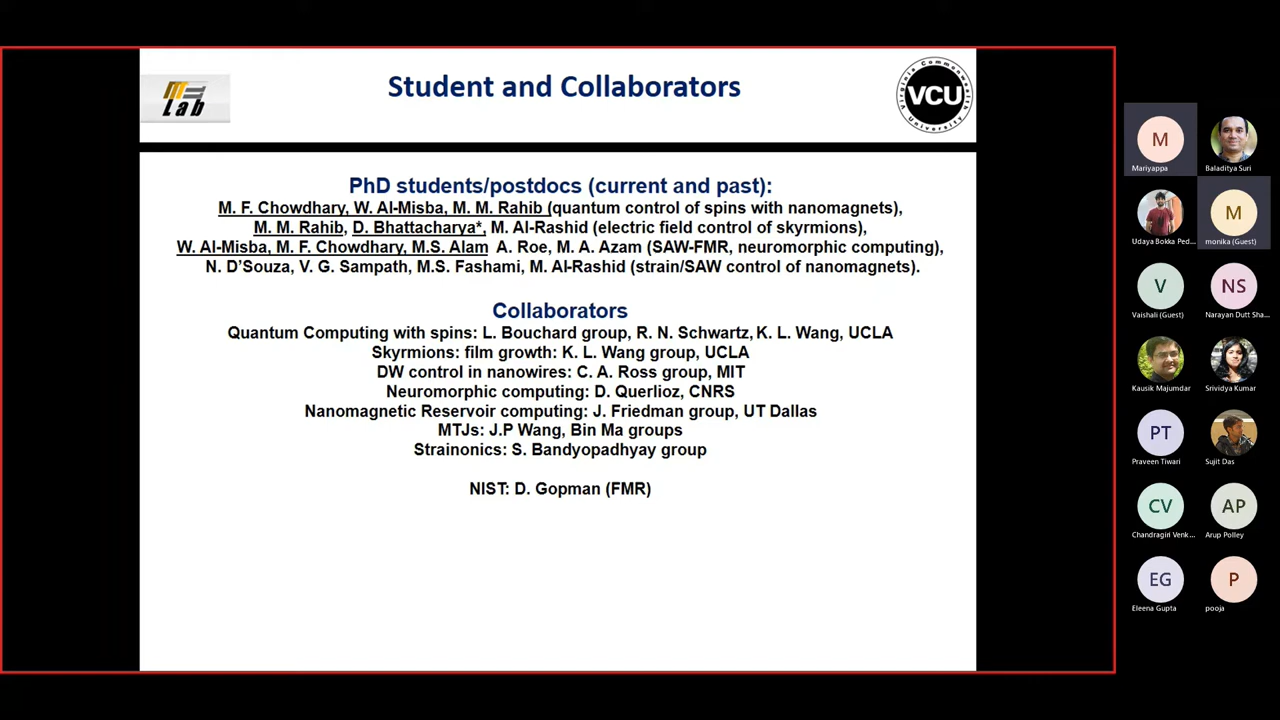 Student and Collaborators
Lab
VCU
Virginia Commonwealth University
PhD students/postdocs (current and past):
M. F. Chowdhary, W. Al-Misba, M. M. Rahib (quantum control of spins with nanomagnets),
M. M. Rahib, D. Bhattacharya*, M. Al-Rashid (electric field control of skyrmions),
W. Al-Misba, M. F. Chowdhary, M.S. Alam A. Roe, M. A. Azam (SAW-FMR, neuromorphic computing),
N. D'Souza, V. G. Sampath, M.S. Fashami, M. Al-Rashid (strain/SAW control of nanomagnets).
Collaborators
Quantum Computing with spins: L. Bouchard group, R. N. Schwartz, K. L. Wang, UCLA
Skyrmions: film growth: K. L. Wang group, UCLA
DW control in nanowires: C. A. Ross group, MIT
Neuromorphic computing: D. Querlioz, CNRS
Nanomagnetic Reservoir computing: J. Friedman group, UT Dallas
MTJs: J.P Wang, Bin Ma groups
Strainonics: S. Bandyopadhyay group
NIST: D. Gopman (FMR)
M
Mariyappa
Baladitya Suri
Udaya Bokka Ped...
M
monika (Guest)
V
Vaishali (Guest)
NS
Narayan Dutt Sha...
Kausik Majumdar
Srividya Kumar
PT
Praveen Tiwari
Sujit Das
CV
Chandragiri Venk...
AP
Arup Polley
EG
Eleena Gupta
P
pooja